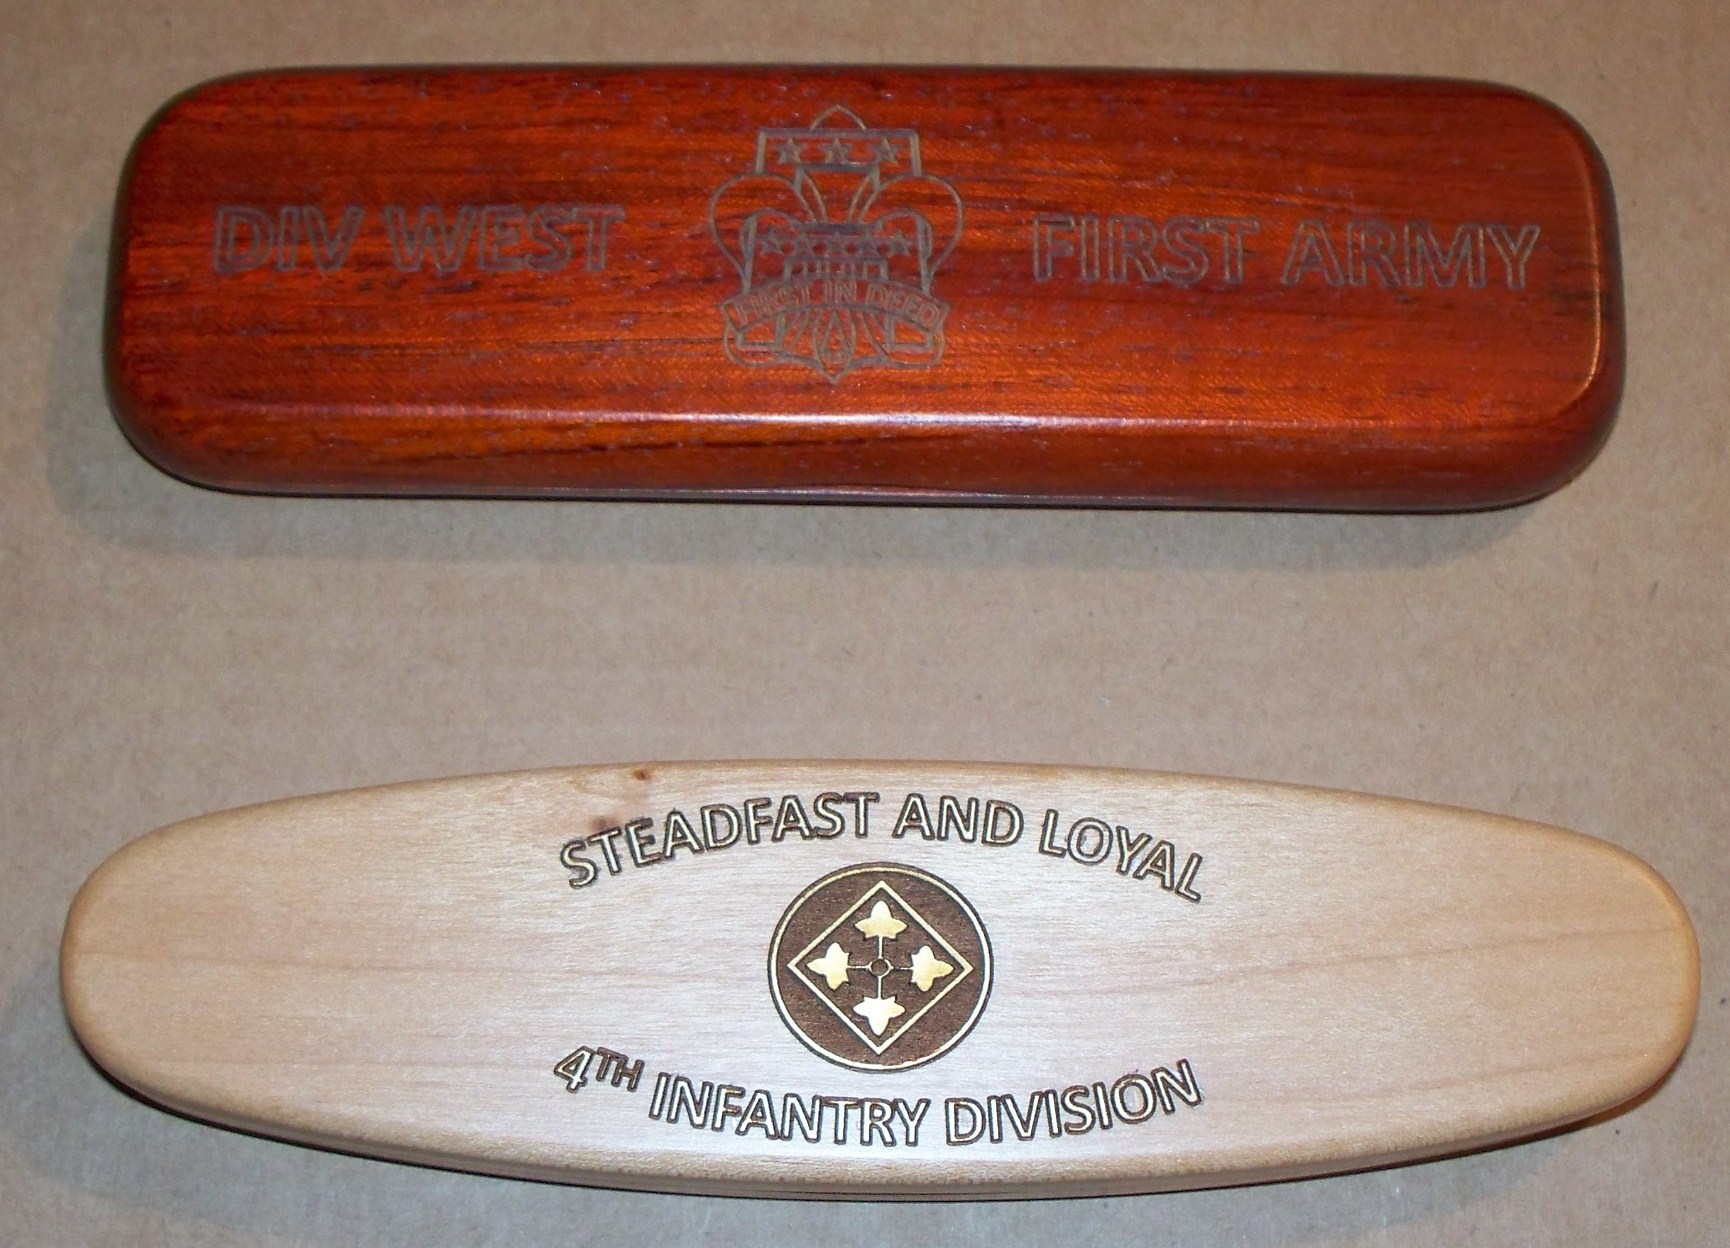 DIV WEST
FIRST IN DEED
FIRST ARMY
STEADFAST AND LOYAL
4TH INFANTRY DIVISION